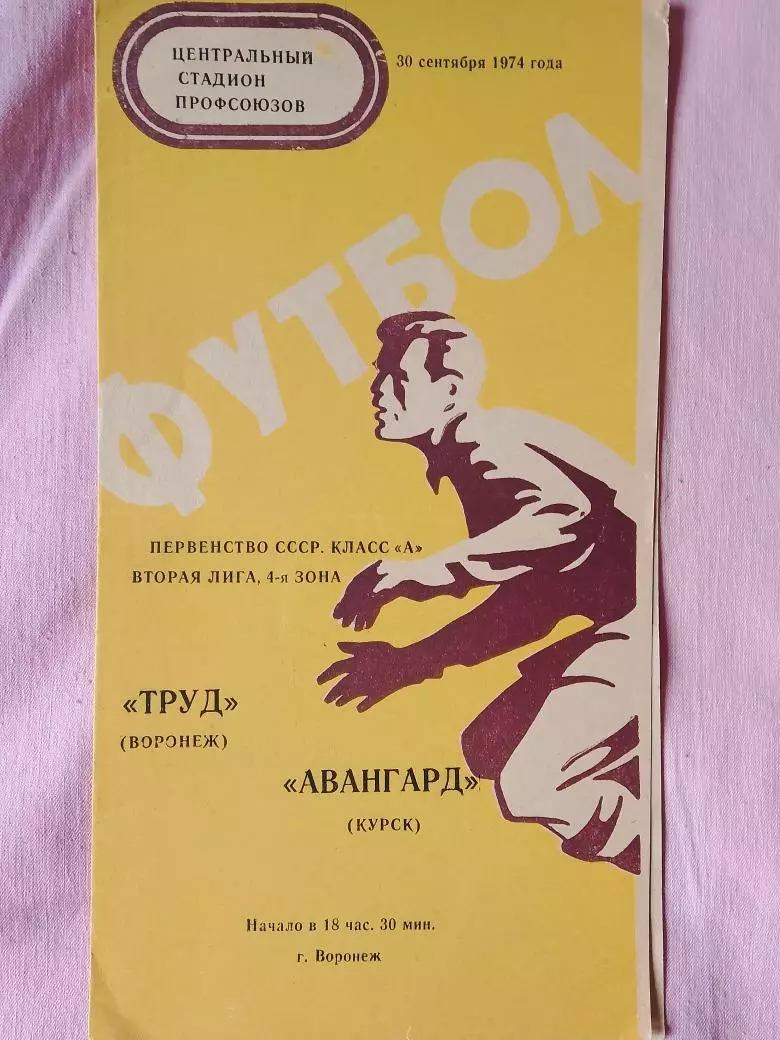 ЦЕНТРАЛЬНЫЙ
СТАДИОН
ПРОФСОЮЗОВ
30 сентября 1974 года
ФУТБОЛ
ПЕРВЕНСТВО СССР. КЛАСС «А»
ВТОРАЯ ЛИГА, 4-я ЗОНА
«ТРУД»
(ВОРОНЕЖ)
«АВАНГАРД»
(КУРСК)
Начало в 18 час. 30 мин.
г. Воронеж